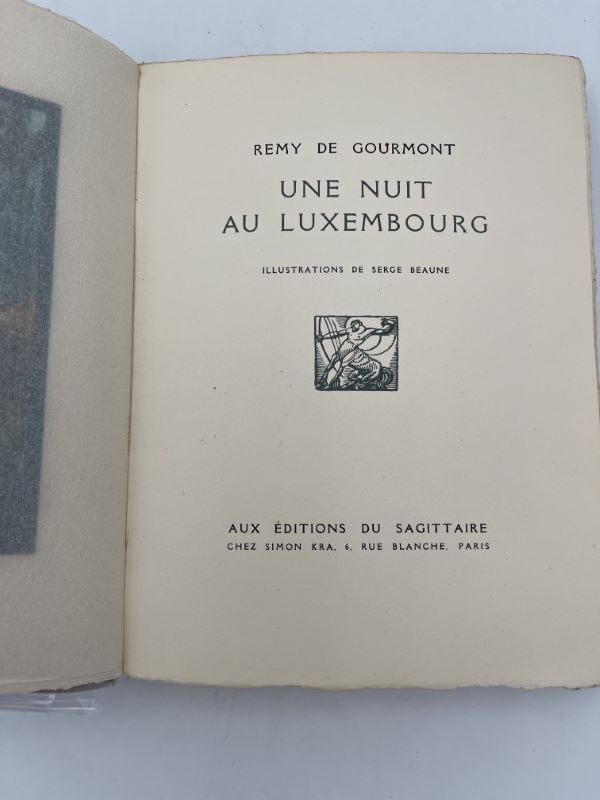 REMY DE GOURMONT
UNE NUIT
AU LUXEMBOURG
ILLUSTRATIONS DE SERGE BEAUNE
AUX ÉDITIONS DU SAGITTAIRE
CHEZ SIMON KRA, 6, RUE BLANCHE, PARIS